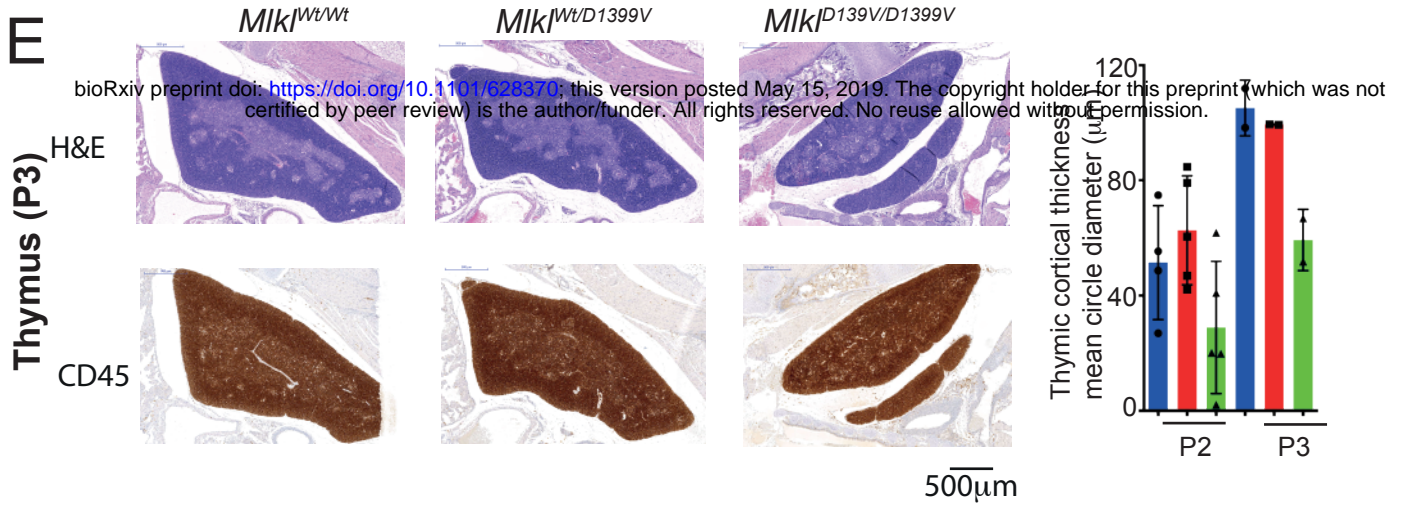 E
Mlkl^Wt/Wt
Mlkl^Wt/D1399V
Mlkl^D139V/D1399V
bioRxiv preprint doi: https://doi.org/10.1101/628370; this version posted May 15, 2019. The copyright holder for this preprint (which was not
certified by peer review) is the author/funder. All rights reserved. No reuse allowed without permission.
Thymus (P3)
H&E
CD45
500μm
Thymic cortical thickness
mean circle diameter (μm)
120
80
40
0
P2
P3